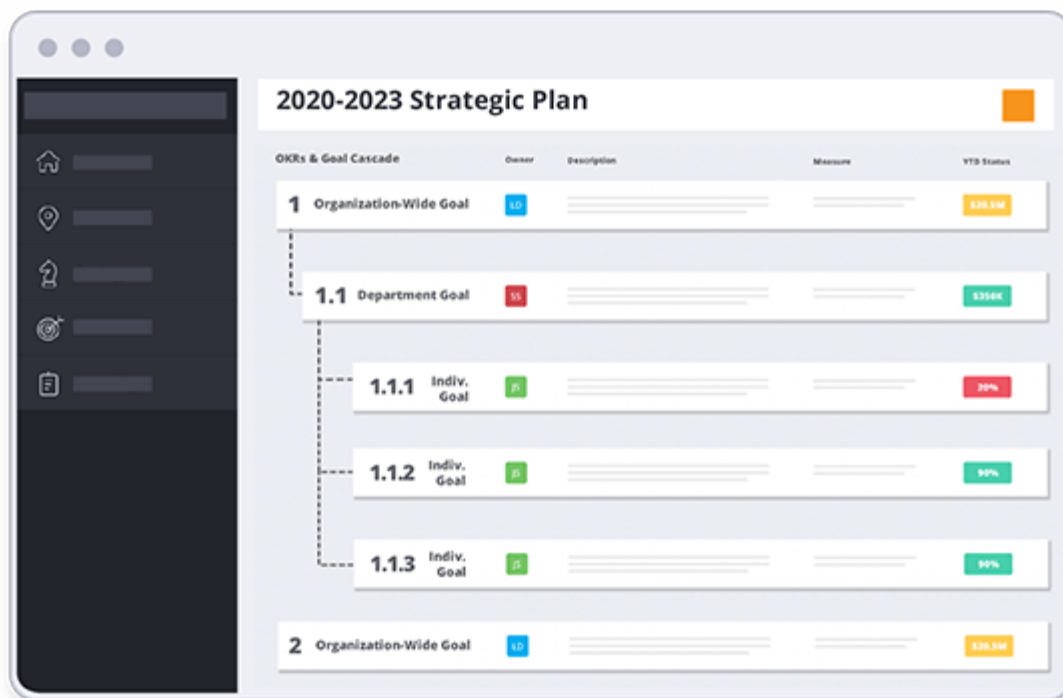 2020-2023 Strategic Plan
OKRs & Goal Cascade Owner Description Measure YTD Status
1 Organization-Wide Goal LD $20.5M
1.1 Department Goal SS $350K
1.1.1 Indiv. Goal JS 20%
1.1.2 Indiv. Goal JS 90%
1.1.3 Indiv. Goal JS 90%
2 Organization-Wide Goal LD $20.5M